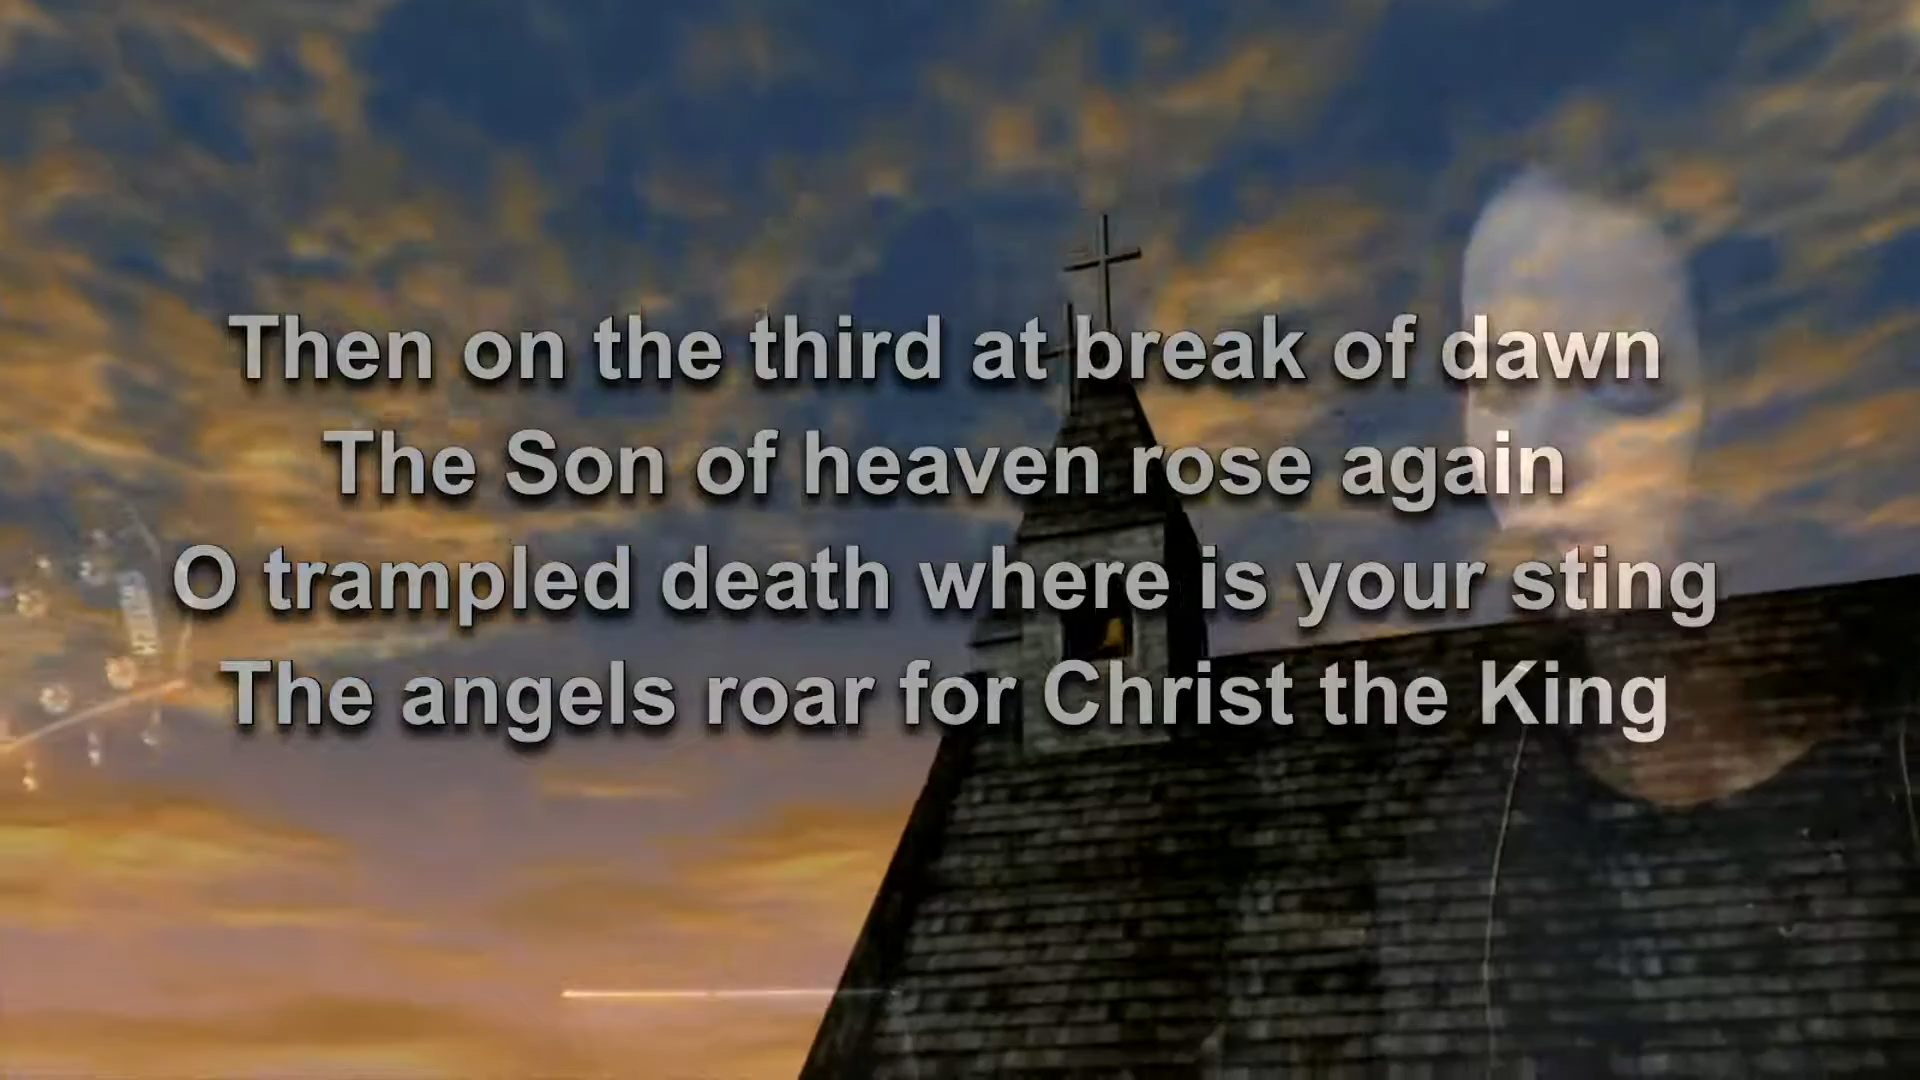 Then on the third at break of dawn
The Son of heaven rose again
O trampled death where is your sting
The angels roar for Christ the King